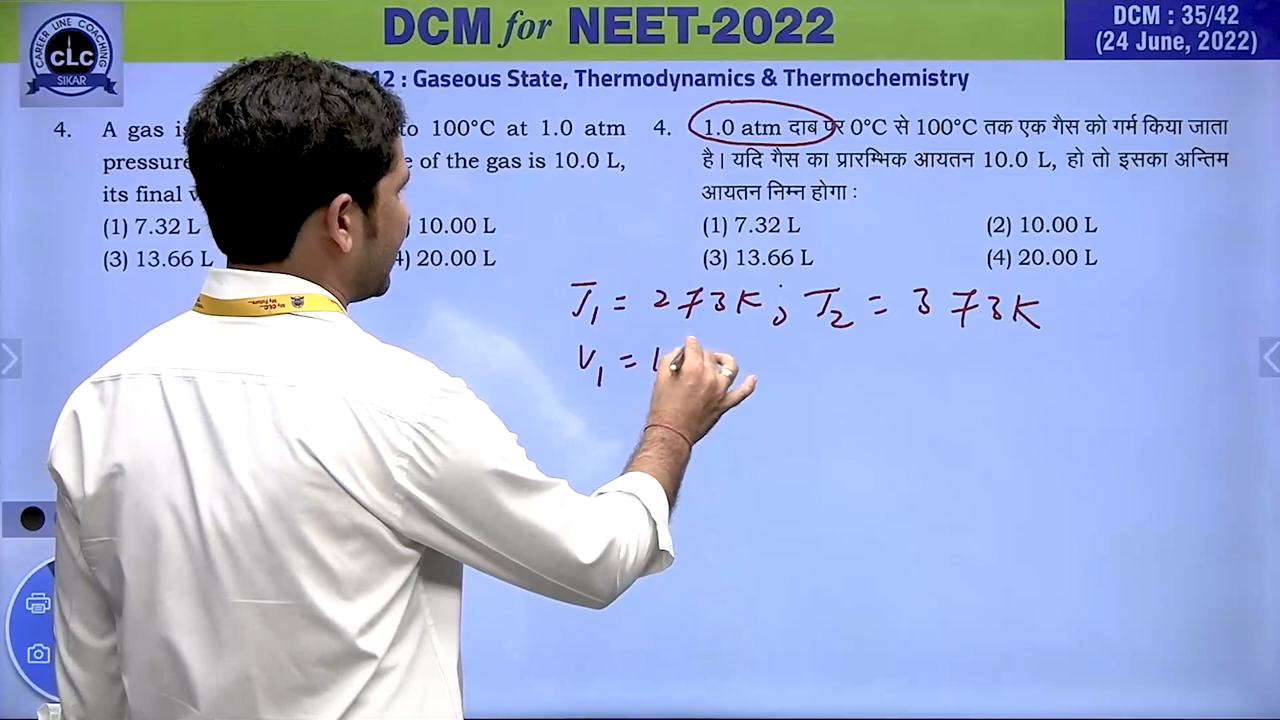 DCM for NEET-2022
DCM : 35/42
(24 June, 2022)
CAREER LINE COACHING
CLC
SIKAR
12 : Gaseous State, Thermodynamics & Thermochemistry
4. A gas to 100°C at 1.0 atm
pressure of the gas is 10.0 L,
its final
(1) 7.32 L 10.00 L
(3) 13.66 L 4) 20.00 L
4. 1.0 atm दाब पर 0°C से 100°C तक एक गैस को गर्म किया जाता
है। यदि गैस का प्रारम्भिक आयतन 10.0 L, हो तो इसका अन्तिम
आयतन निम्न होगा :
(1) 7.32 L (2) 10.00 L
(3) 13.66 L (4) 20.00 L
T₁ = 273K ; T₂ = 373K
V₁ = 1